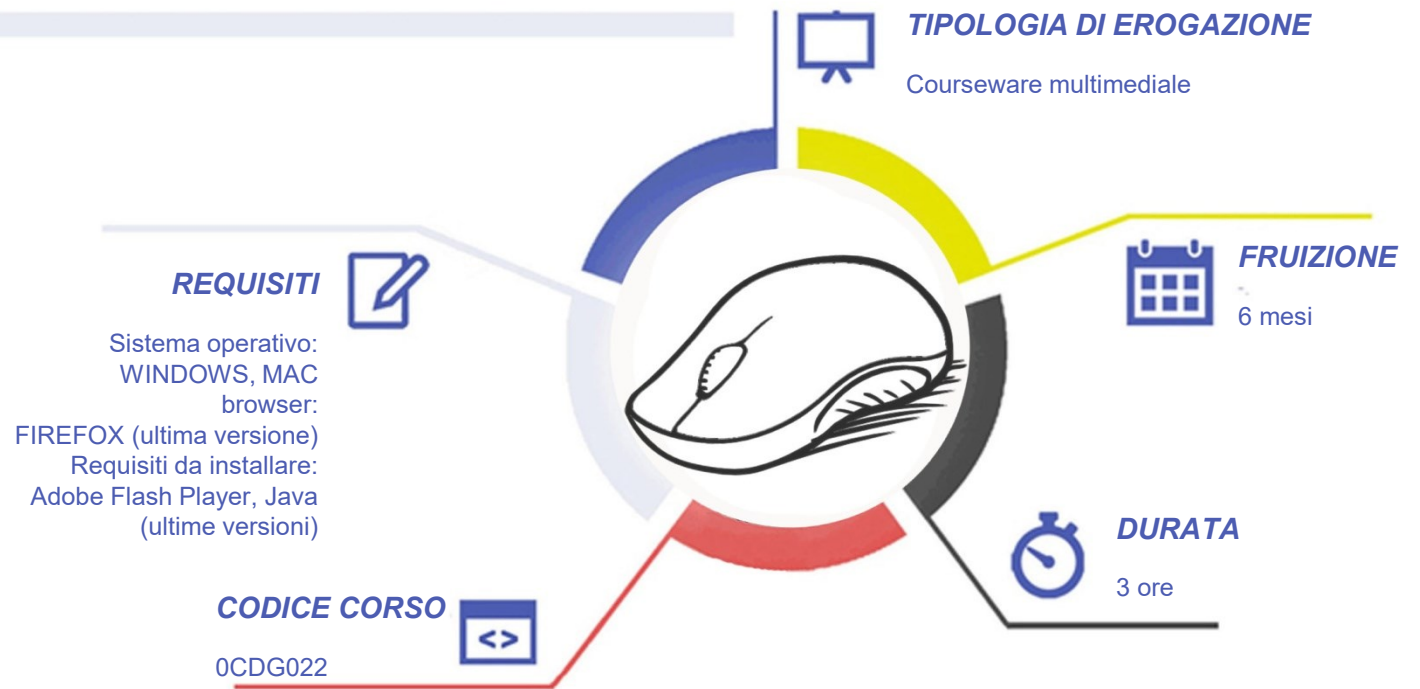 TIPOLOGIA DI EROGAZIONE
Courseware multimediale
REQUISITI
Sistema operativo:
WINDOWS, MAC
browser:
FIREFOX (ultima versione)
Requisiti da installare:
Adobe Flash Player, Java
(ultime versioni)
FRUIZIONE
6 mesi
DURATA
3 ore
CODICE CORSO
<>
0CDG022